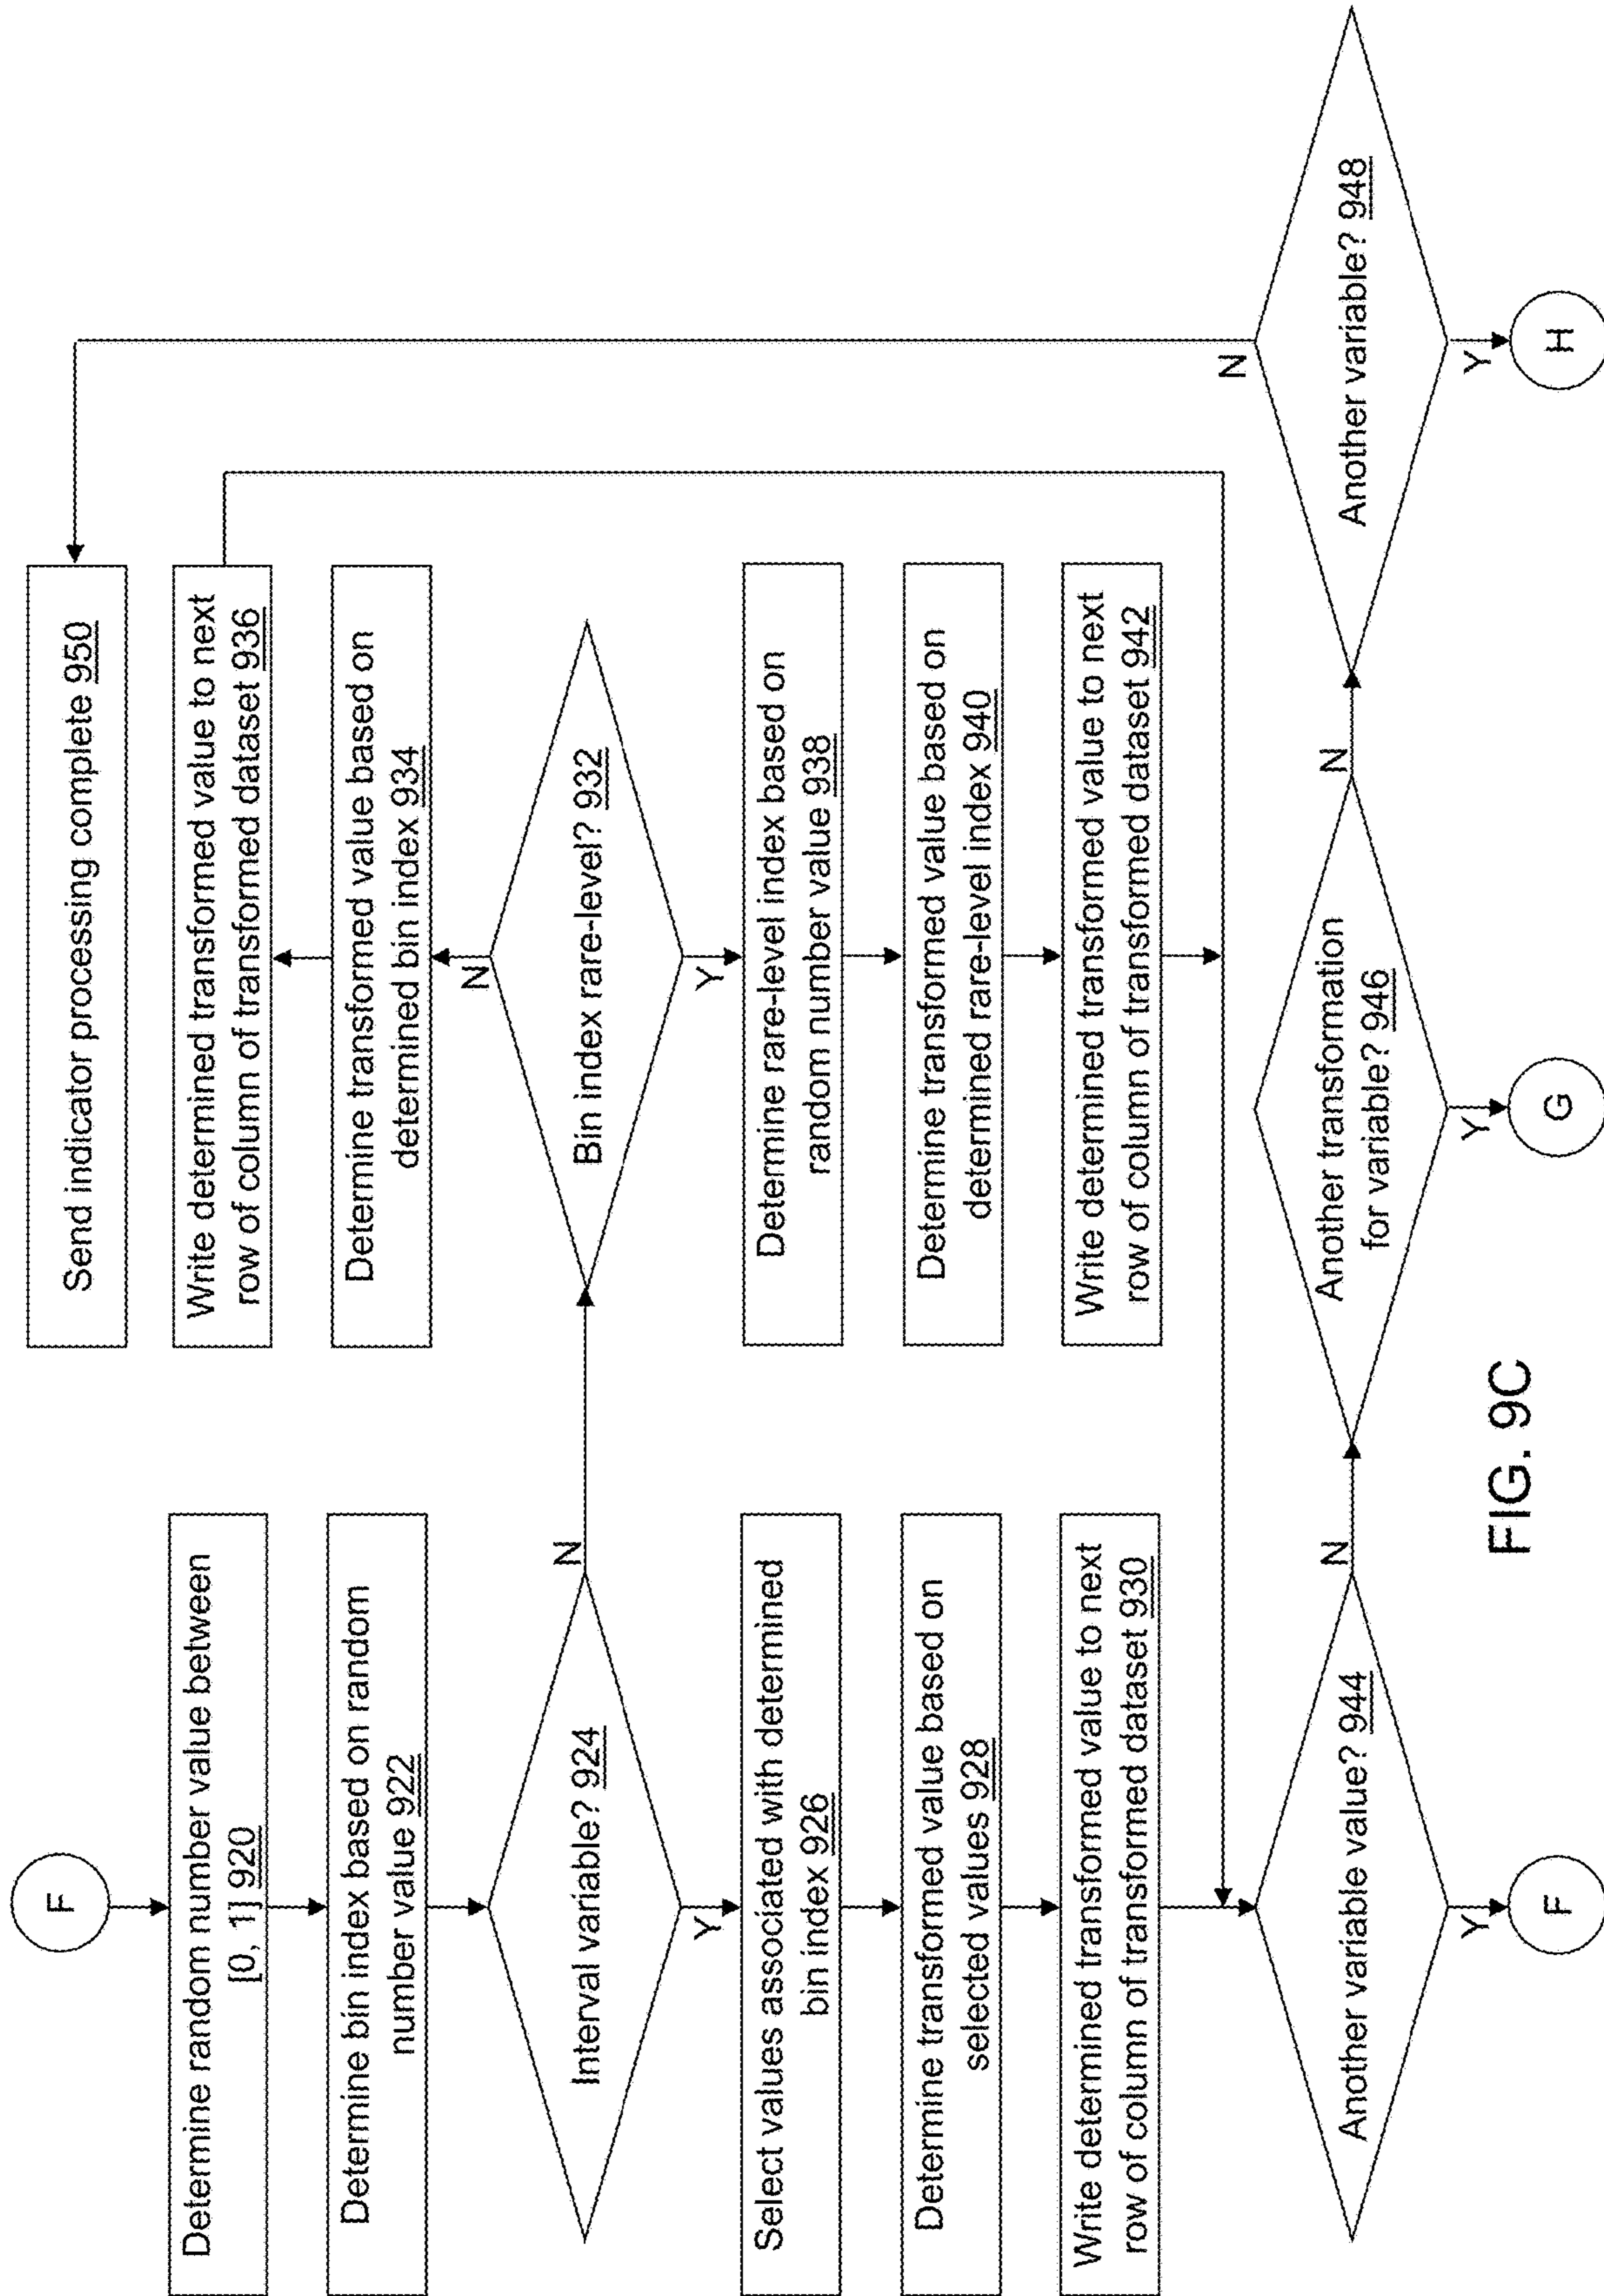 F
Determine random number value between
[0, 1] 920
Determine bin index based on random
number value 922
Interval variable? 924
N
Y
Select values associated with determined
bin index 926
Determine transformed value based on
selected values 928
Write determined transformed value to next
row of column of transformed dataset 930
Another variable value? 944
N
Y
F
Send indicator processing complete 950
Write determined transformed value to next
row of column of transformed dataset 936
Determine transformed value based on
determined bin index 934
N
Bin index rare-level? 932
Y
Determine rare-level index based on
random number value 938
Determine transformed value based on
determined rare-level index 940
Write determined transformed value to next
row of column of transformed dataset 942
Another transformation
for variable? 946
N
Y
G
N
Another variable? 948
Y
H
FIG. 9C